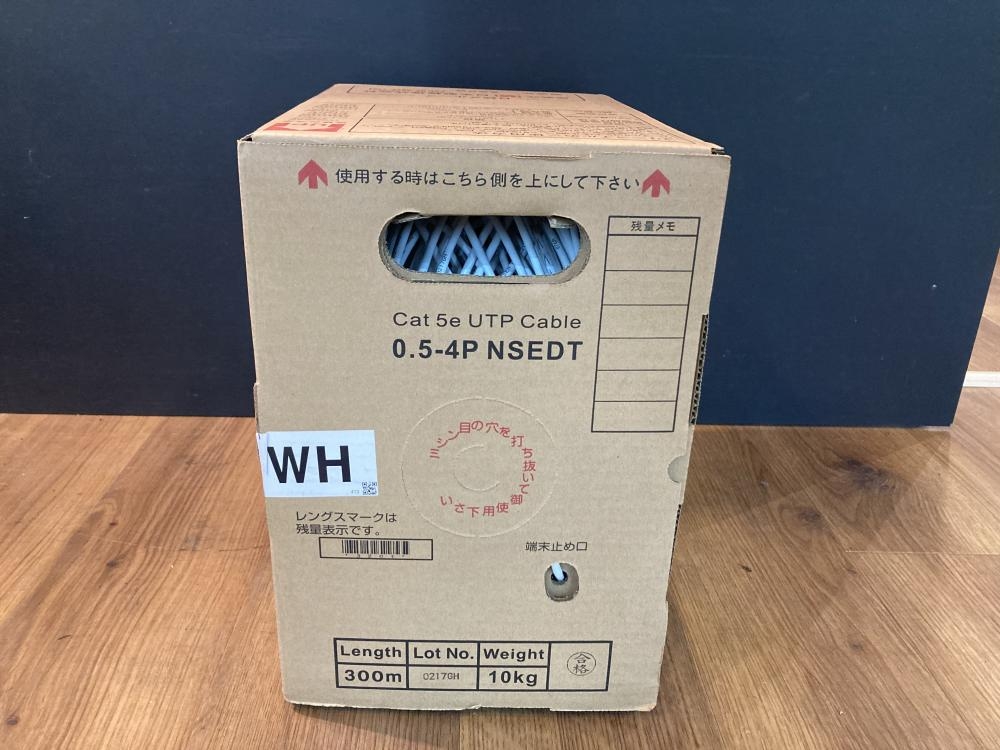 使用する時はこちら側を上にして下さい
残量メモ
Cat 5e UTP Cable
0.5-4P NSEDT
ミシン目の穴を打ち抜いて御使用下さい
WH
レングスマークは
残量表示です。
端末止め口
Length Lot No. Weight
300m 0217GH 10kg
合格